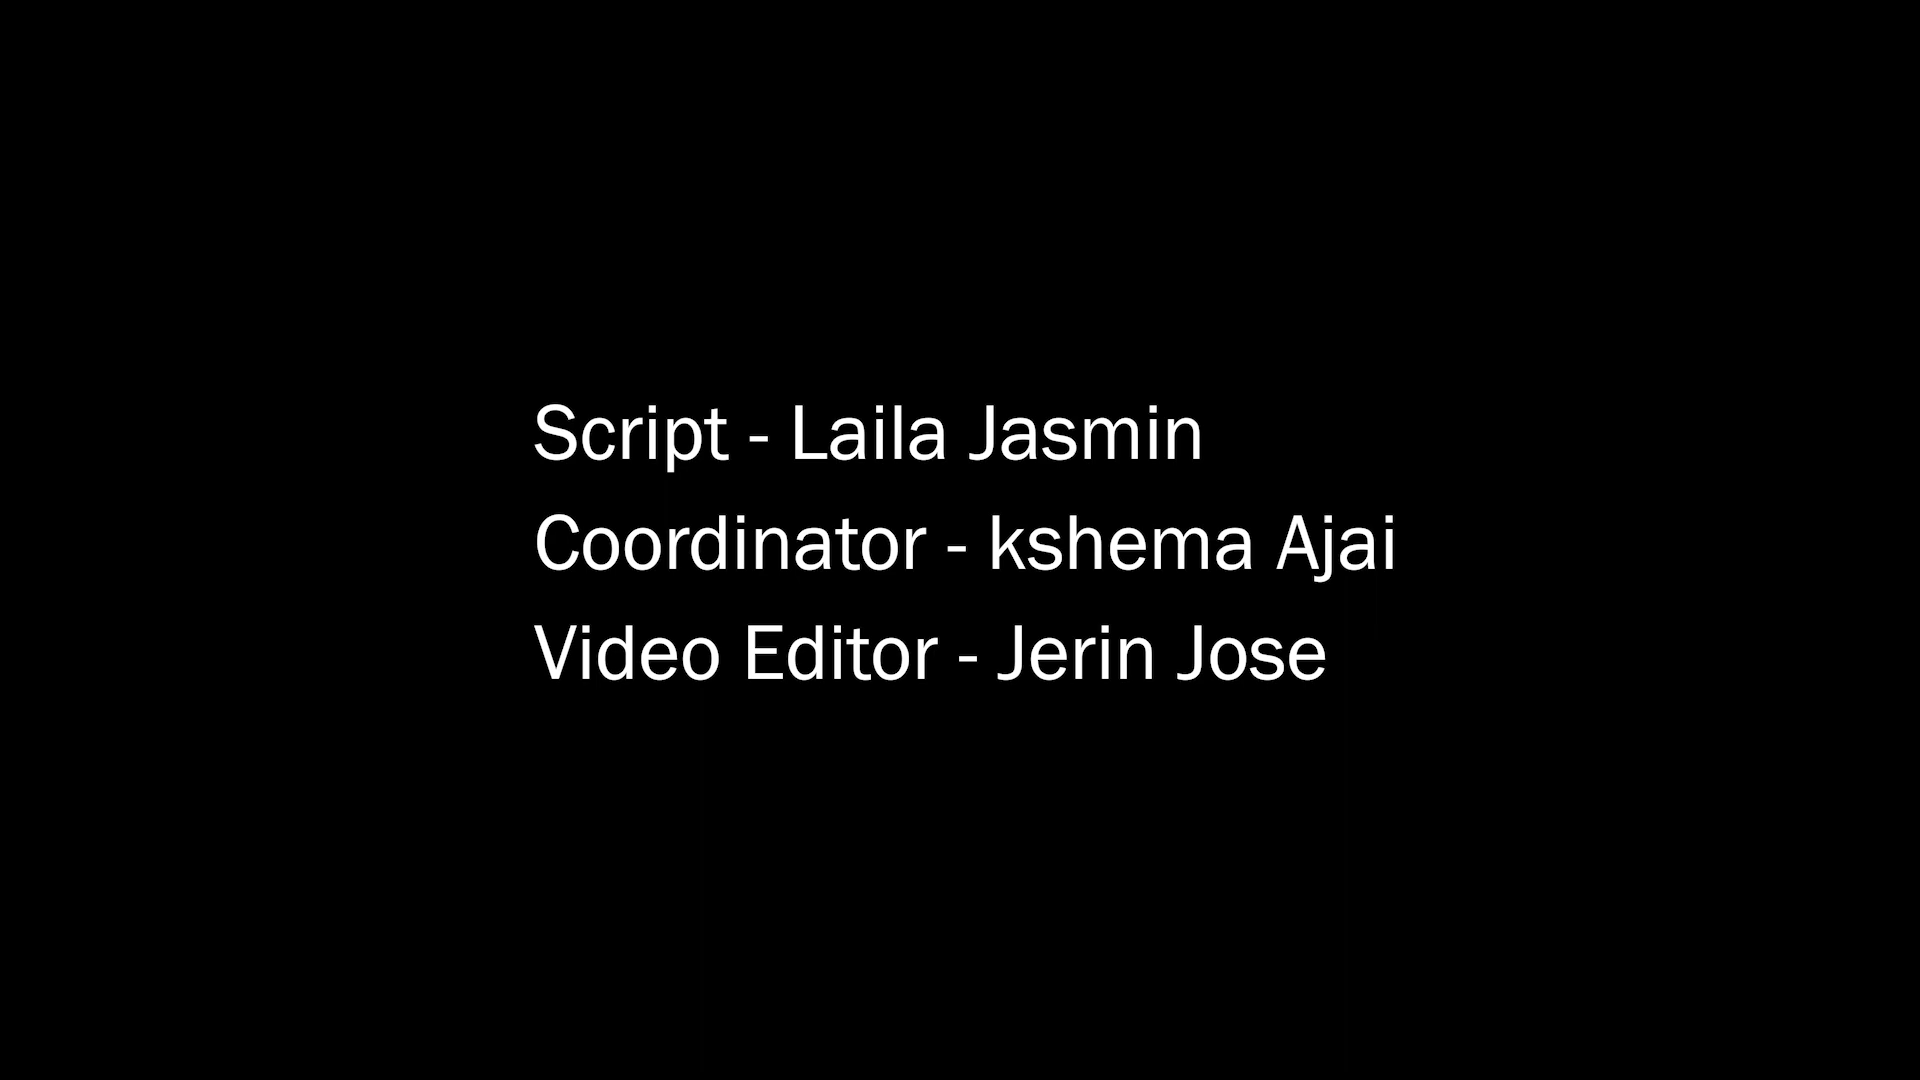 Script - Laila Jasmin
Coordinator - kshema Ajai
Video Editor - Jerin Jose